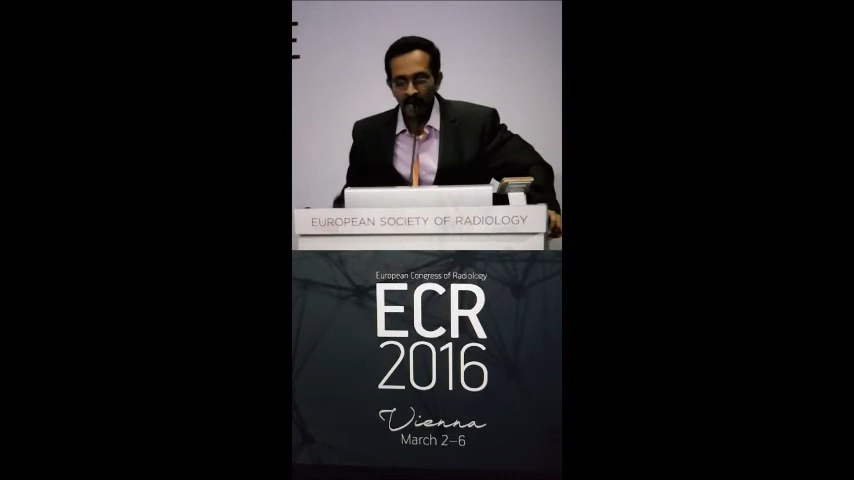 E
EUROPEAN SOCIETY OF RADIOLOGY
European Congress of Radiology
ECR
2016
Vienna
March 2–6